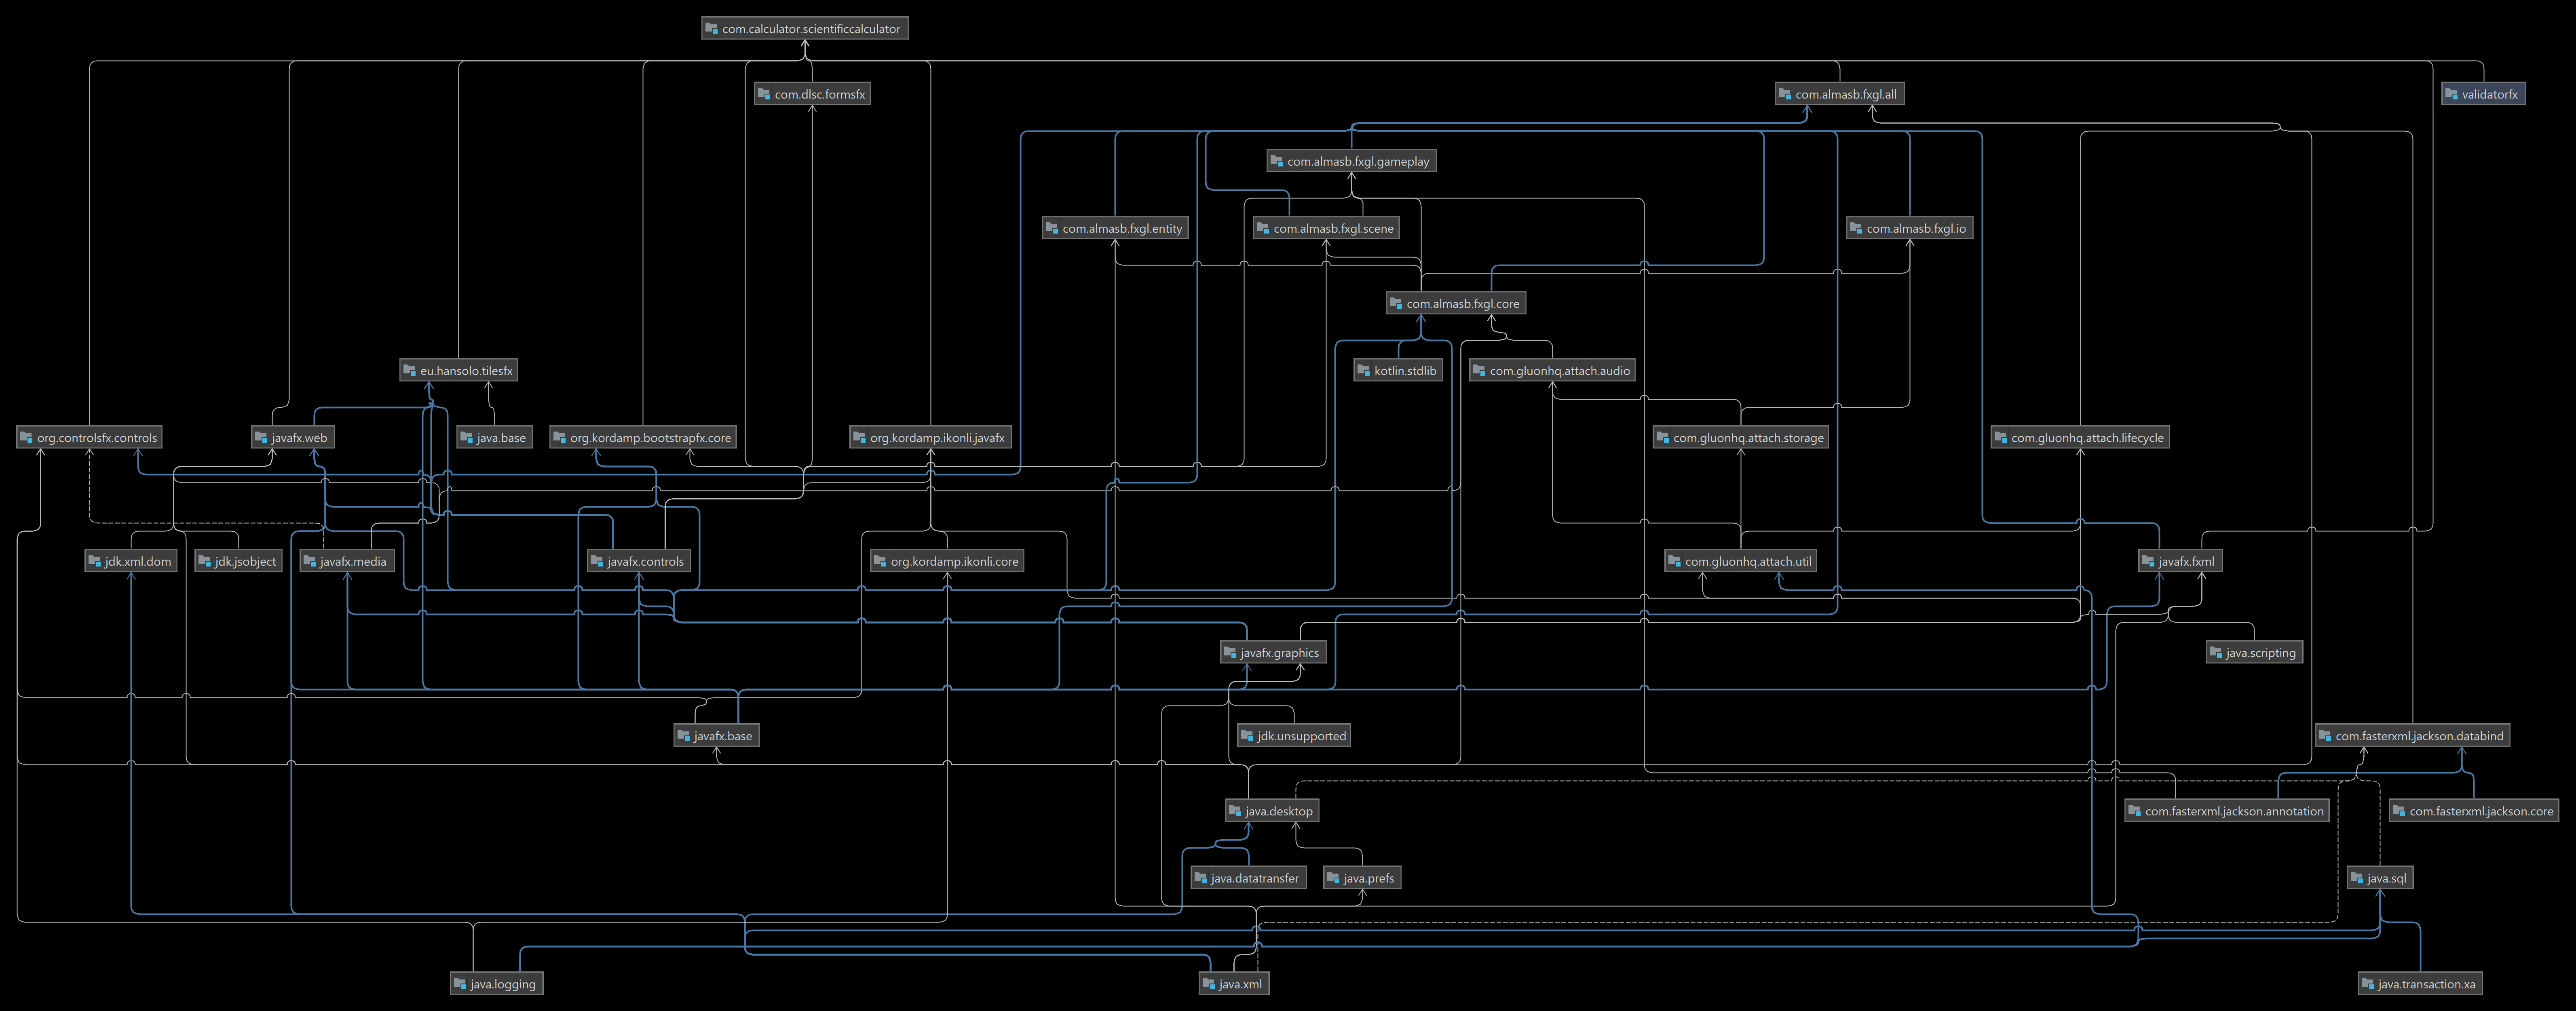 com.calculator.scientificcalculator
com.dlsc.formsfx
com.almasb.fxgl.all
validatorfx
com.almasb.fxgl.gameplay
com.almasb.fxgl.entity
com.almasb.fxgl.scene
com.almasb.fxgl.io
com.almasb.fxgl.core
eu.hansolo.tilesfx
kotlin.stdlib
com.gluonhq.attach.audio
org.controlsfx.controls
javafx.web
java.base
org.kordamp.bootstrapfx.core
org.kordamp.ikonli.javafx
com.gluonhq.attach.storage
com.gluonhq.attach.lifecycle
jdk.xml.dom
jdk.jsobject
javafx.media
javafx.controls
org.kordamp.ikonli.core
com.gluonhq.attach.util
javafx.fxml
javafx.graphics
java.scripting
javafx.base
jdk.unsupported
com.fasterxml.jackson.databind
java.desktop
com.fasterxml.jackson.annotation
com.fasterxml.jackson.core
java.datatransfer
java.prefs
java.sql
java.logging
java.xml
java.transaction.xa